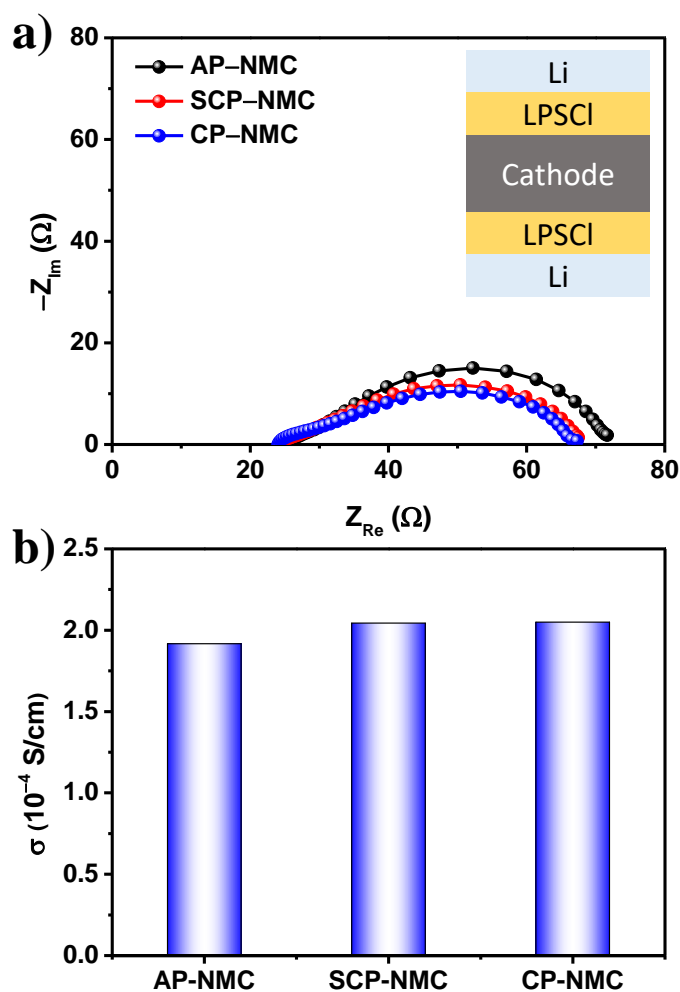 a)
80
60
40
20
0
−Z_Im (Ω)
AP−NMC
SCP−NMC
CP−NMC
Li
LPSCl
Cathode
LPSCl
Li
0 20 40 60 80
Z_Re (Ω)
b)
2.5
2.0
1.5
1.0
0.5
0.0
σ (10⁻⁴ S/cm)
AP-NMC SCP-NMC CP-NMC